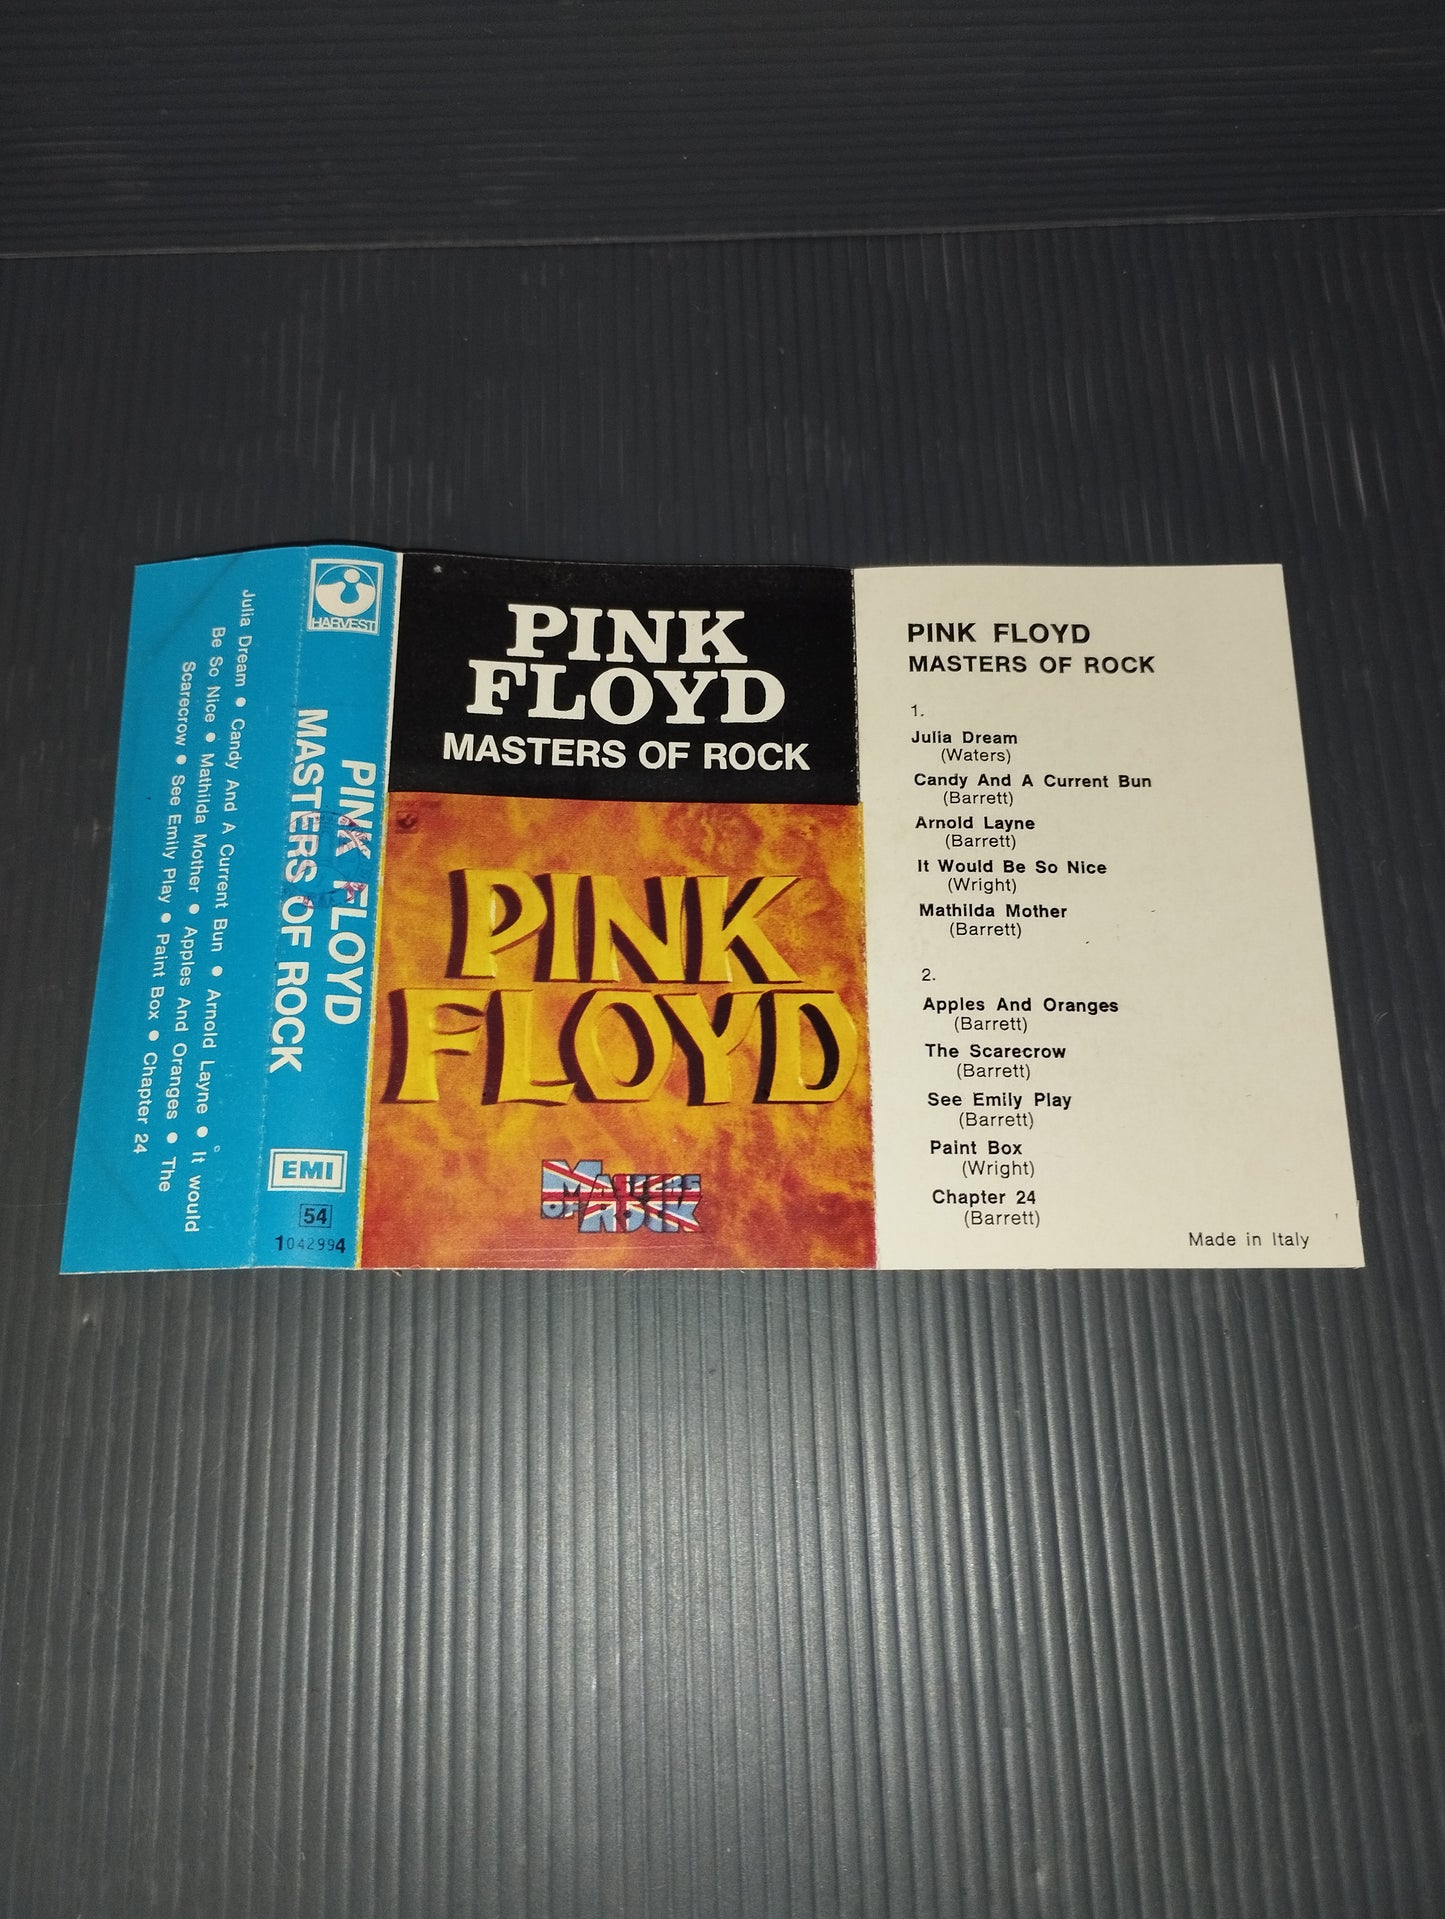 Julia Dream • Candy And A Current Bun • Arnold Layne • It would
Be So Nice • Mathilda Mother • Apples And Oranges • The
Scarecrow • See Emily Play • Paint Box • Chapter 24
HARVEST
PINK FLOYD
MASTERS OF ROCK
EMI
54
1042994
PINK
FLOYD
MASTERS OF ROCK
PINK
FLOYD
MASTERS
OF ROCK
PINK FLOYD
MASTERS OF ROCK
1.
Julia Dream
(Waters)
Candy And A Current Bun
(Barrett)
Arnold Layne
(Barrett)
It Would Be So Nice
(Wright)
Mathilda Mother
(Barrett)
2.
Apples And Oranges
(Barrett)
The Scarecrow
(Barrett)
See Emily Play
(Barrett)
Paint Box
(Wright)
Chapter 24
(Barrett)
Made in Italy